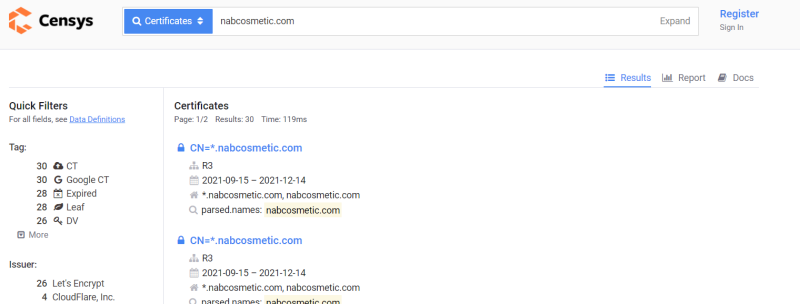 Censys
Certificates
nabcosmetic.com
Expand
Register
Sign In
Results
Report
Docs
Quick Filters
For all fields, see Data Definitions
Tag:
30 CT
30 Google CT
28 Expired
28 Leaf
26 DV
More
Issuer:
26 Let's Encrypt
4 CloudFlare, Inc.
Certificates
Page: 1/2 Results: 30 Time: 119ms
CN=*.nabcosmetic.com
R3
2021-09-15 – 2021-12-14
*.nabcosmetic.com, nabcosmetic.com
parsed.names: nabcosmetic.com
CN=*.nabcosmetic.com
R3
2021-09-15 – 2021-12-14
*.nabcosmetic.com, nabcosmetic.com
parsed.names: nabcosmetic.com